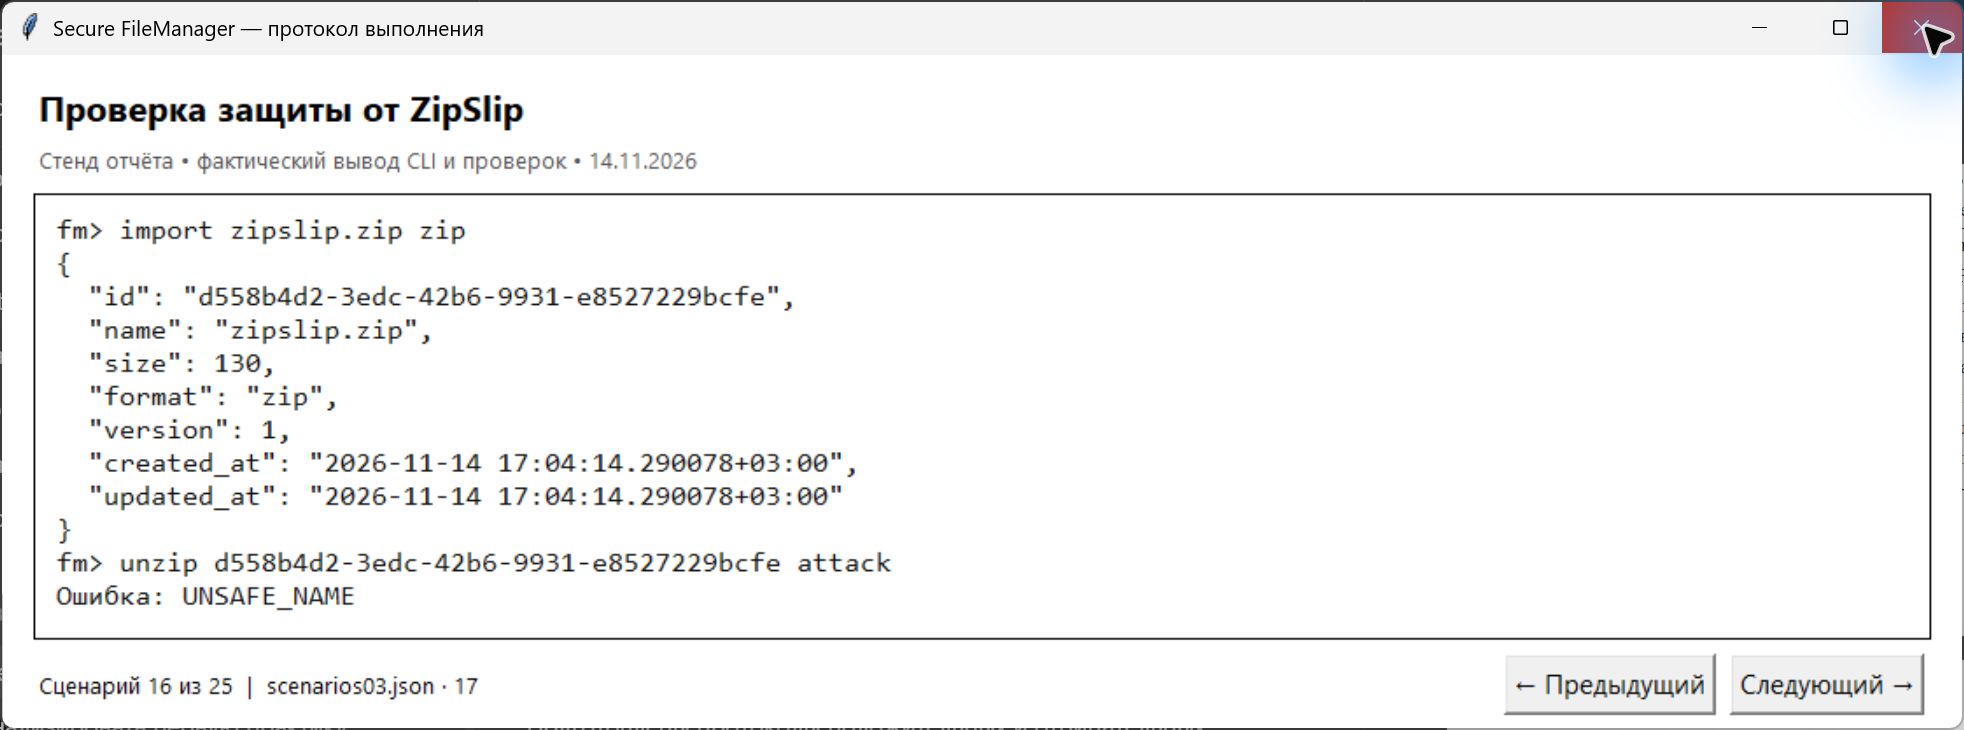 Secure FileManager — протокол выполнения
Проверка защиты от ZipSlip
Стенд отчёта • фактический вывод CLI и проверок • 14.11.2026
fm> import zipslip.zip zip
{
  "id": "d558b4d2-3edc-42b6-9931-e8527229bcfe",
  "name": "zipslip.zip",
  "size": 130,
  "format": "zip",
  "version": 1,
  "created_at": "2026-11-14 17:04:14.290078+03:00",
  "updated_at": "2026-11-14 17:04:14.290078+03:00"
}
fm> unzip d558b4d2-3edc-42b6-9931-e8527229bcfe attack
Ошибка: UNSAFE_NAME
Сценарий 16 из 25 | scenarios03.json · 17
← Предыдущий
Следующий →